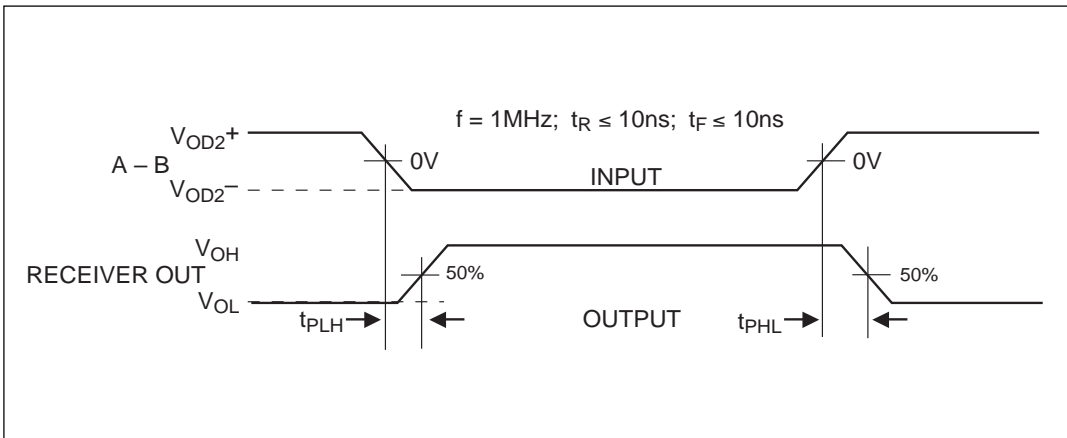 f = 1MHz; tR ≤ 10ns; tF ≤ 10ns
VOD2+
A – B
0V
0V
INPUT
VOD2–
VOH
RECEIVER OUT
50%
50%
VOL
tPLH
OUTPUT
tPHL